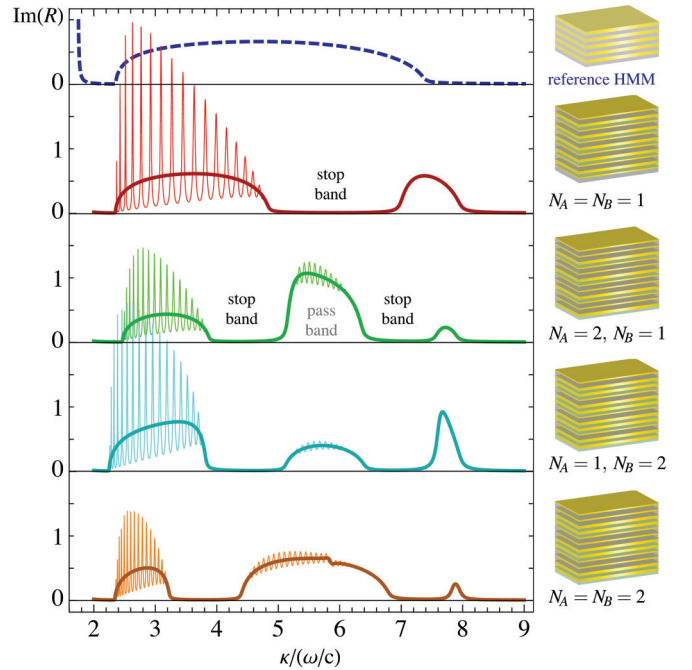 Im(R)
0
reference HMM
1
0
stop
band
N_A = N_B = 1
1
0
stop
band
pass
band
stop
band
N_A = 2, N_B = 1
1
0
N_A = 1, N_B = 2
1
0
N_A = N_B = 2
2 3 4 5 6 7 8 9
κ/(ω/c)